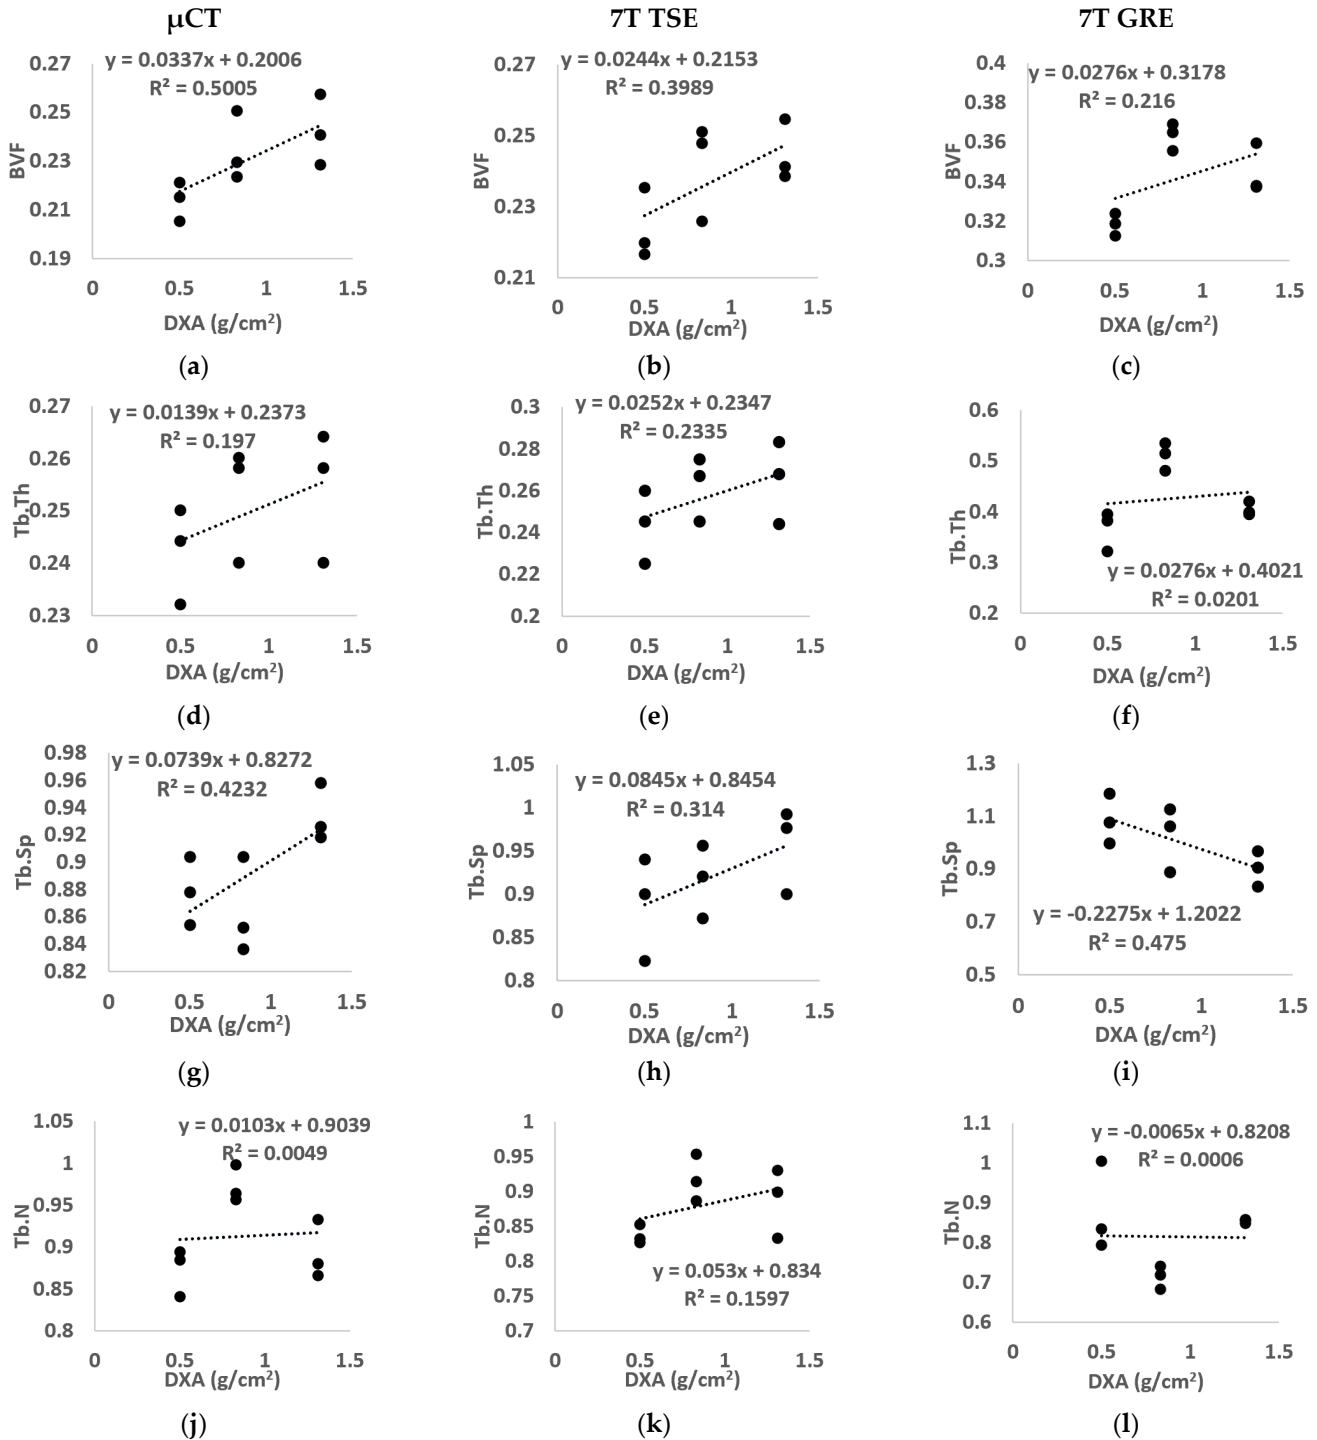 μCT
7T TSE
7T GRE
y = 0.0337x + 0.2006
R² = 0.5005
0.27
0.25
0.23
0.21
0.19
BVF
0 0.5 1 1.5
DXA (g/cm²)
(a)
y = 0.0244x + 0.2153
R² = 0.3989
0.27
0.25
0.23
0.21
BVF
0 0.5 1 1.5
DXA (g/cm²)
(b)
y = 0.0276x + 0.3178
R² = 0.216
0.4
0.38
0.36
0.34
0.32
0.3
BVF
0 0.5 1 1.5
DXA (g/cm²)
(c)
y = 0.0139x + 0.2373
R² = 0.197
0.27
0.26
0.25
0.24
0.23
Tb.Th
0 0.5 1 1.5
DXA (g/cm²)
(d)
y = 0.0252x + 0.2347
R² = 0.2335
0.3
0.28
0.26
0.24
0.22
0.2
Tb.Th
0 0.5 1 1.5
DXA (g/cm²)
(e)
0.6
0.5
0.4
0.3
0.2
Tb.Th
y = 0.0276x + 0.4021
R² = 0.0201
0 0.5 1 1.5
DXA (g/cm²)
(f)
y = 0.0739x + 0.8272
R² = 0.4232
0.98
0.96
0.94
0.92
0.9
0.88
0.86
0.84
0.82
Tb.Sp
0 0.5 1 1.5
DXA (g/cm²)
(g)
y = 0.0845x + 0.8454
R² = 0.314
1.05
1
0.95
0.9
0.85
0.8
Tb.Sp
0 0.5 1 1.5
DXA (g/cm²)
(h)
1.3
1.1
0.9
0.7
0.5
Tb.Sp
y = -0.2275x + 1.2022
R² = 0.475
0 0.5 1 1.5
DXA (g/cm²)
(i)
y = 0.0103x + 0.9039
R² = 0.0049
1.05
1
0.95
0.9
0.85
0.8
Tb.N
0 0.5 1 1.5
DXA (g/cm²)
(j)
1
0.95
0.9
0.85
0.8
0.75
0.7
Tb.N
y = 0.053x + 0.834
R² = 0.1597
0 0.5 1 1.5
DXA (g/cm²)
(k)
y = -0.0065x + 0.8208
R² = 0.0006
1.1
1
0.9
0.8
0.7
0.6
Tb.N
0 0.5 1 1.5
DXA (g/cm²)
(l)